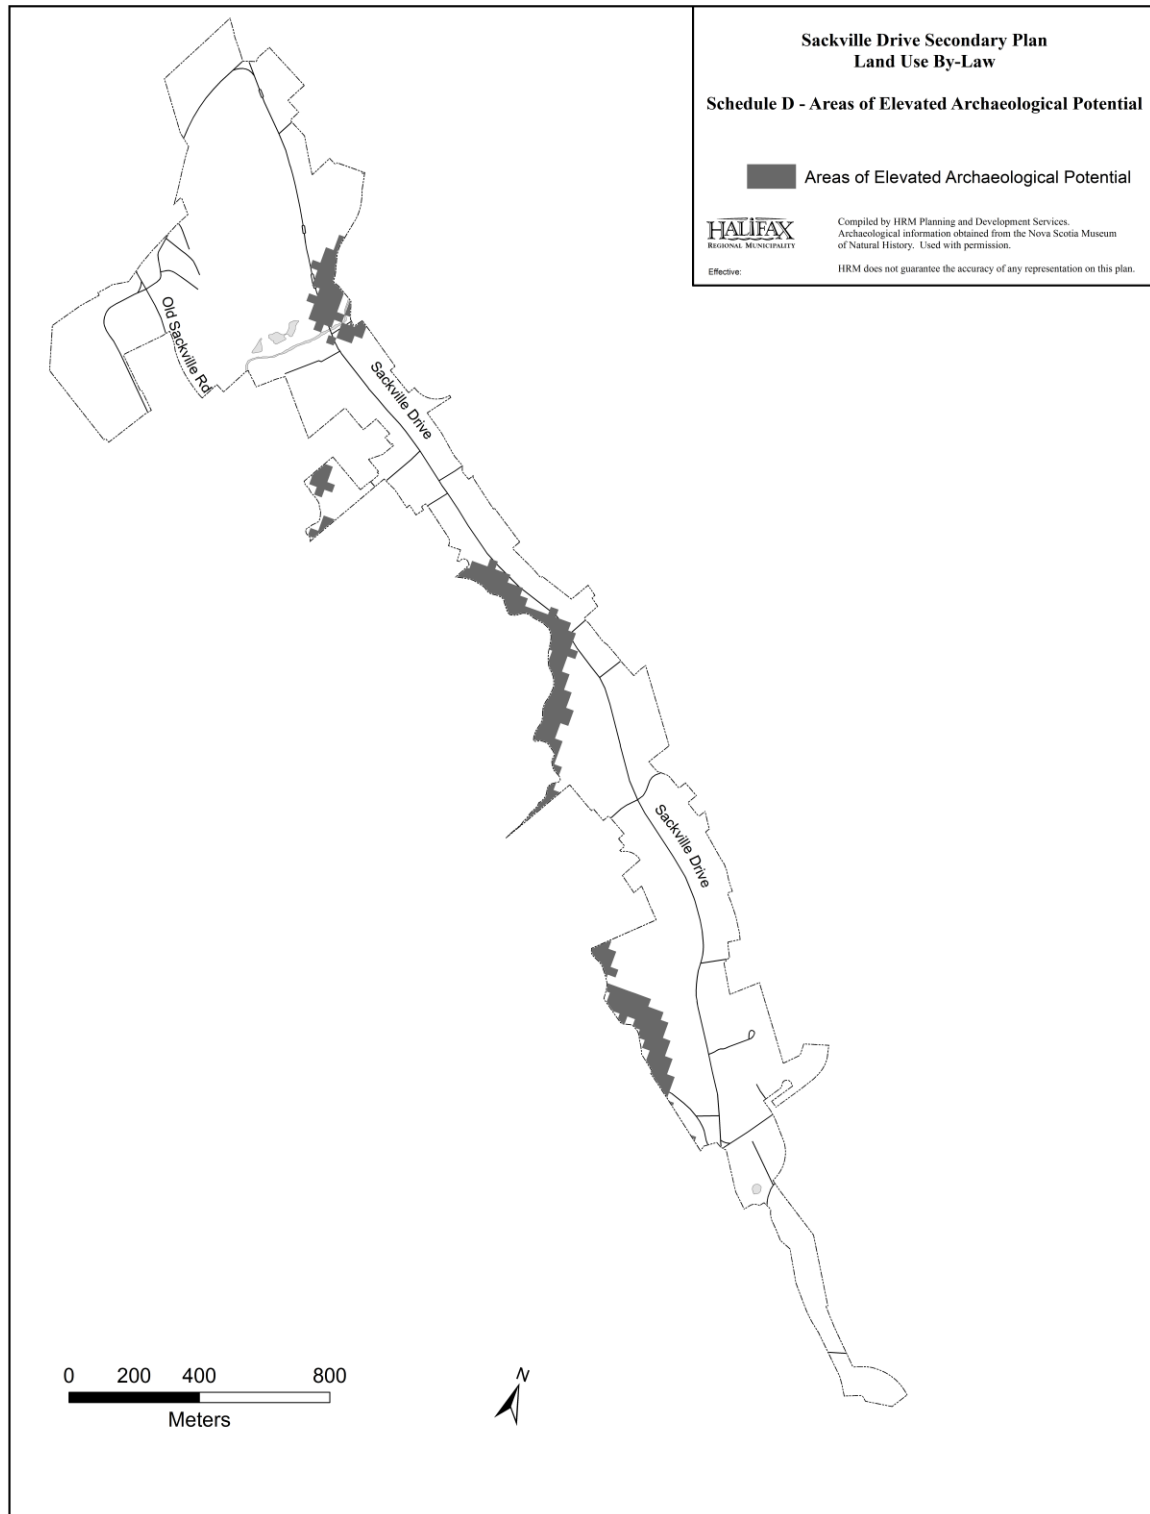 Sackville Drive Secondary Plan
Land Use By-Law
Schedule D - Areas of Elevated Archaeological Potential
Areas of Elevated Archaeological Potential
HALIFAX
REGIONAL MUNICIPALITY
Compiled by HRM Planning and Development Services.
Archaeological information obtained from the Nova Scotia Museum
of Natural History. Used with permission.
Effective:
HRM does not guarantee the accuracy of any representation on this plan.
Old Sackville Rd
Sackville Drive
Sackville Drive
0 200 400 800
Meters
N